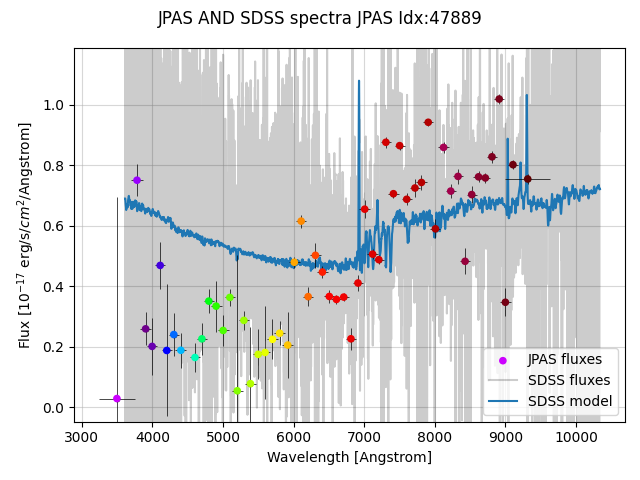 JPAS AND SDSS spectra JPAS Idx:47889
1.0
0.8
0.6
0.4
0.2
0.0
Flux [10⁻¹⁷ erg/s/cm²/Angstrom]
3000 4000 5000 6000 7000 8000 9000 10000
Wavelength [Angstrom]
JPAS fluxes
SDSS fluxes
SDSS model